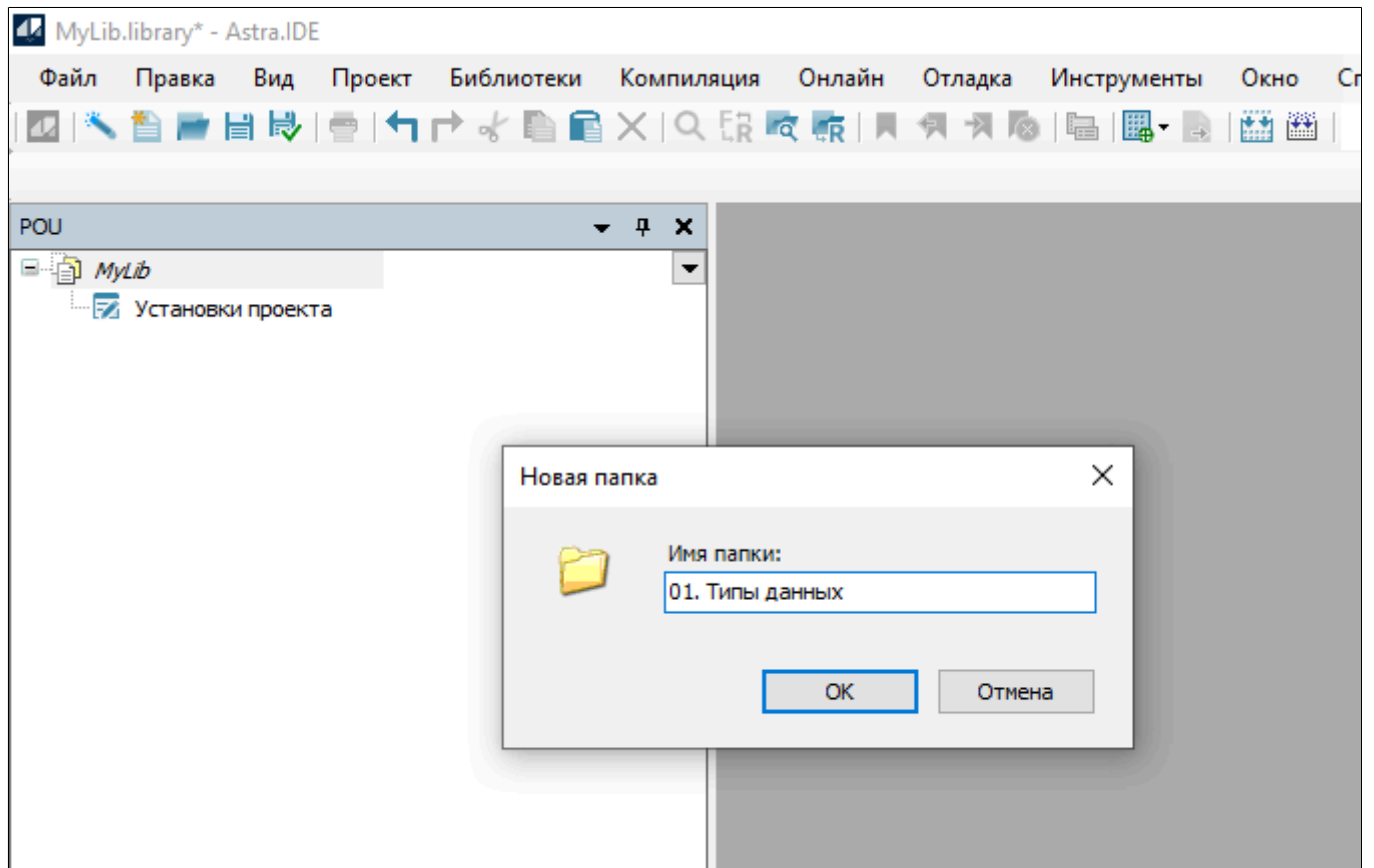 MyLib.library* - Astra.IDE
Файл Правка Вид Проект Библиотеки Компиляция Онлайн Отладка Инструменты Окно
POU
MyLib
Установки проекта
Новая папка
Имя папки:
01. Типы данных
OK Отмена